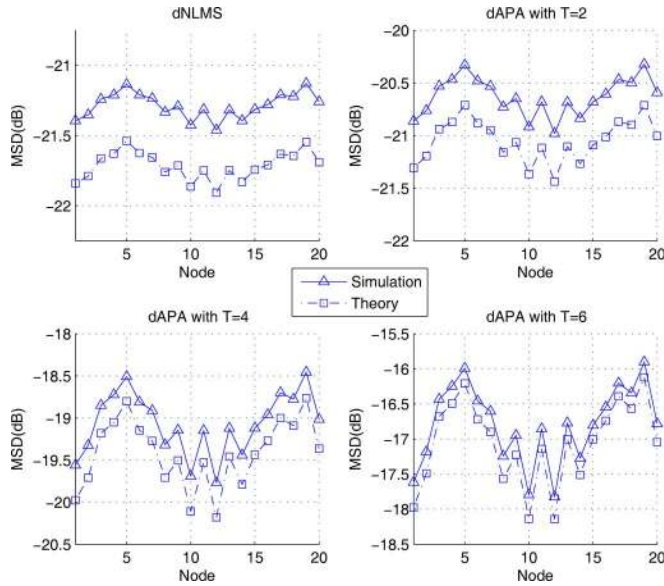 dNLMS
dAPA with T=2
MSD(dB)
-21
-21.5
-22
5
10
15
20
Node
MSD(dB)
-20
-20.5
-21
-21.5
-22
5
10
15
20
Node
Simulation
Theory
dAPA with T=4
dAPA with T=6
MSD(dB)
-18
-18.5
-19
-19.5
-20
-20.5
5
10
15
20
Node
MSD(dB)
-15.5
-16
-16.5
-17
-17.5
-18
-18.5
5
10
15
20
Node